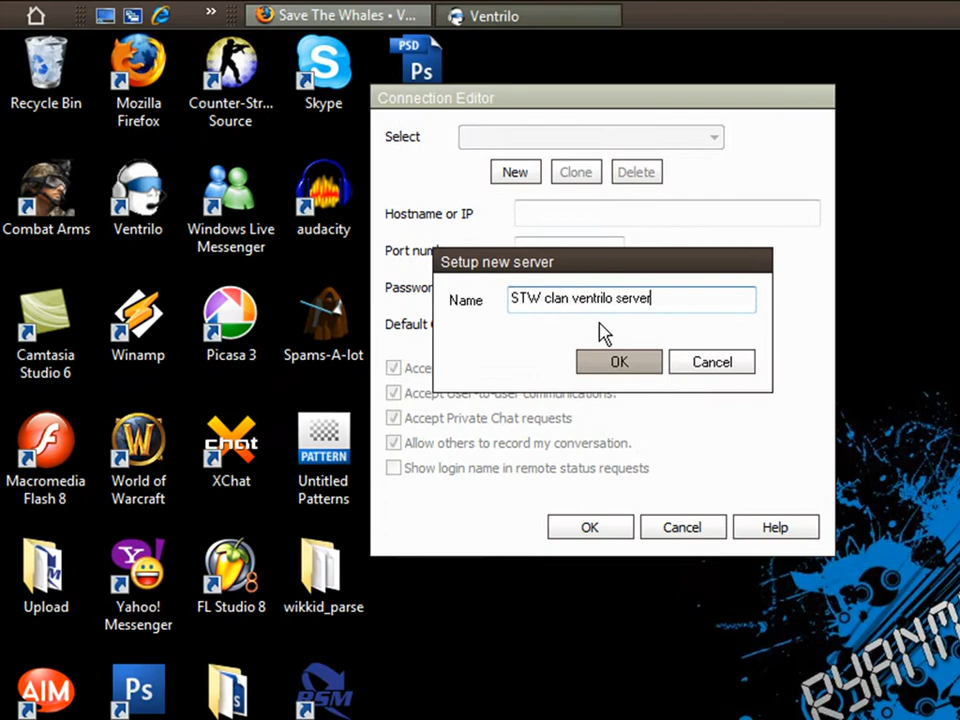 » Save The Whales • V... Ventrilo
PSD
Ps
Recycle Bin
Mozilla
Firefox
Counter-Str...
Source
Skype
Combat Arms
Ventrilo
Windows Live
Messenger
audacity
Camtasia
Studio 6
Winamp
Picasa 3
Spams-A-lot
Macromedia
Flash 8
World of
Warcraft
XChat
PATTERN
Untitled
Patterns
Upload
Yahoo!
Messenger
FL Studio 8
wikkid_parse
AIM
Ps
Connection Editor
Select
New Clone Delete
Hostname or IP
Port num
Passwor
Default
Setup new server
Name STW clan ventrilo server
OK Cancel
Acce
Accept User-to-user communications.
Accept Private Chat requests
Allow others to record my conversation.
Show login name in remote status requests
OK Cancel Help